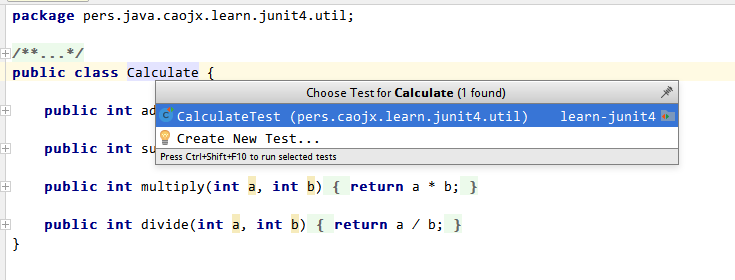 package pers.java.caojx.learn.junit4.util;
/**...*/
public class Calculate {
Choose Test for Calculate (1 found)
public int ad
CalculateTest (pers.caojx.learn.junit4.util) learn-junit4
Create New Test...
public int su
Press Ctrl+Shift+F10 to run selected tests
public int multiply(int a, int b) { return a * b; }
public int divide(int a, int b) { return a / b; }
}